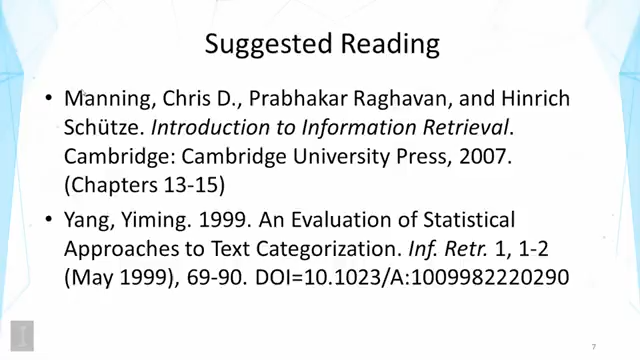 Suggested Reading
• Manning, Chris D., Prabhakar Raghavan, and Hinrich
Schütze. Introduction to Information Retrieval.
Cambridge: Cambridge University Press, 2007.
(Chapters 13-15)
• Yang, Yiming. 1999. An Evaluation of Statistical
Approaches to Text Categorization. Inf. Retr. 1, 1-2
(May 1999), 69-90. DOI=10.1023/A:1009982220290
I
7